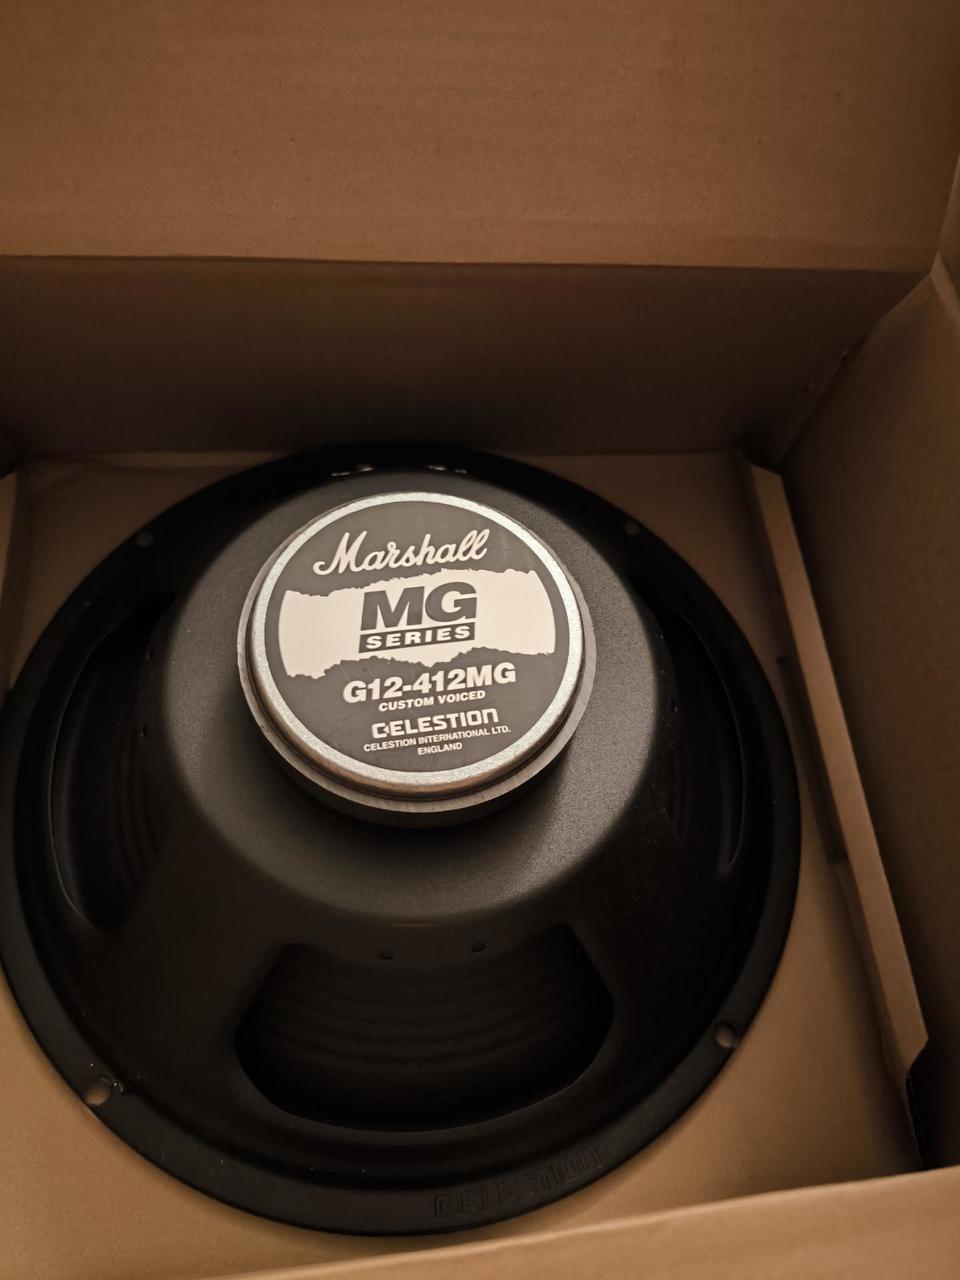 Marshall
MG
SERIES
G12-412MG
CUSTOM VOICED
CELESTION
CELESTION INTERNATIONAL LTD.
ENGLAND
CELESTION